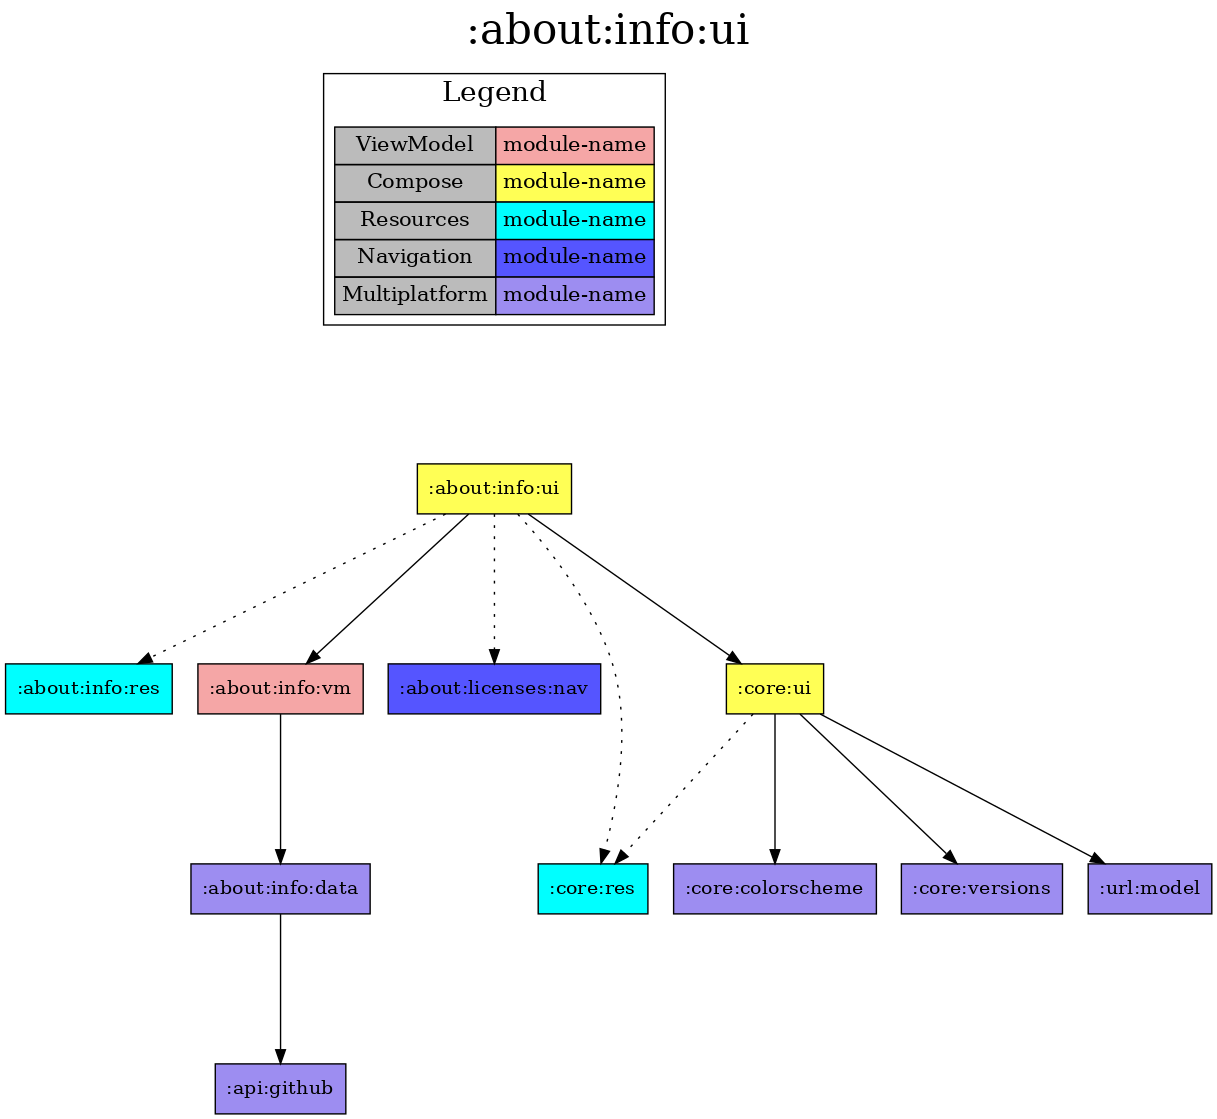 :about:info:ui
Legend
ViewModel module-name
Compose module-name
Resources module-name
Navigation module-name
Multiplatform module-name
:about:info:ui
:about:info:res :about:info:vm :about:licenses:nav :core:ui
:about:info:data :core:res :core:colorscheme :core:versions :url:model
:api:github